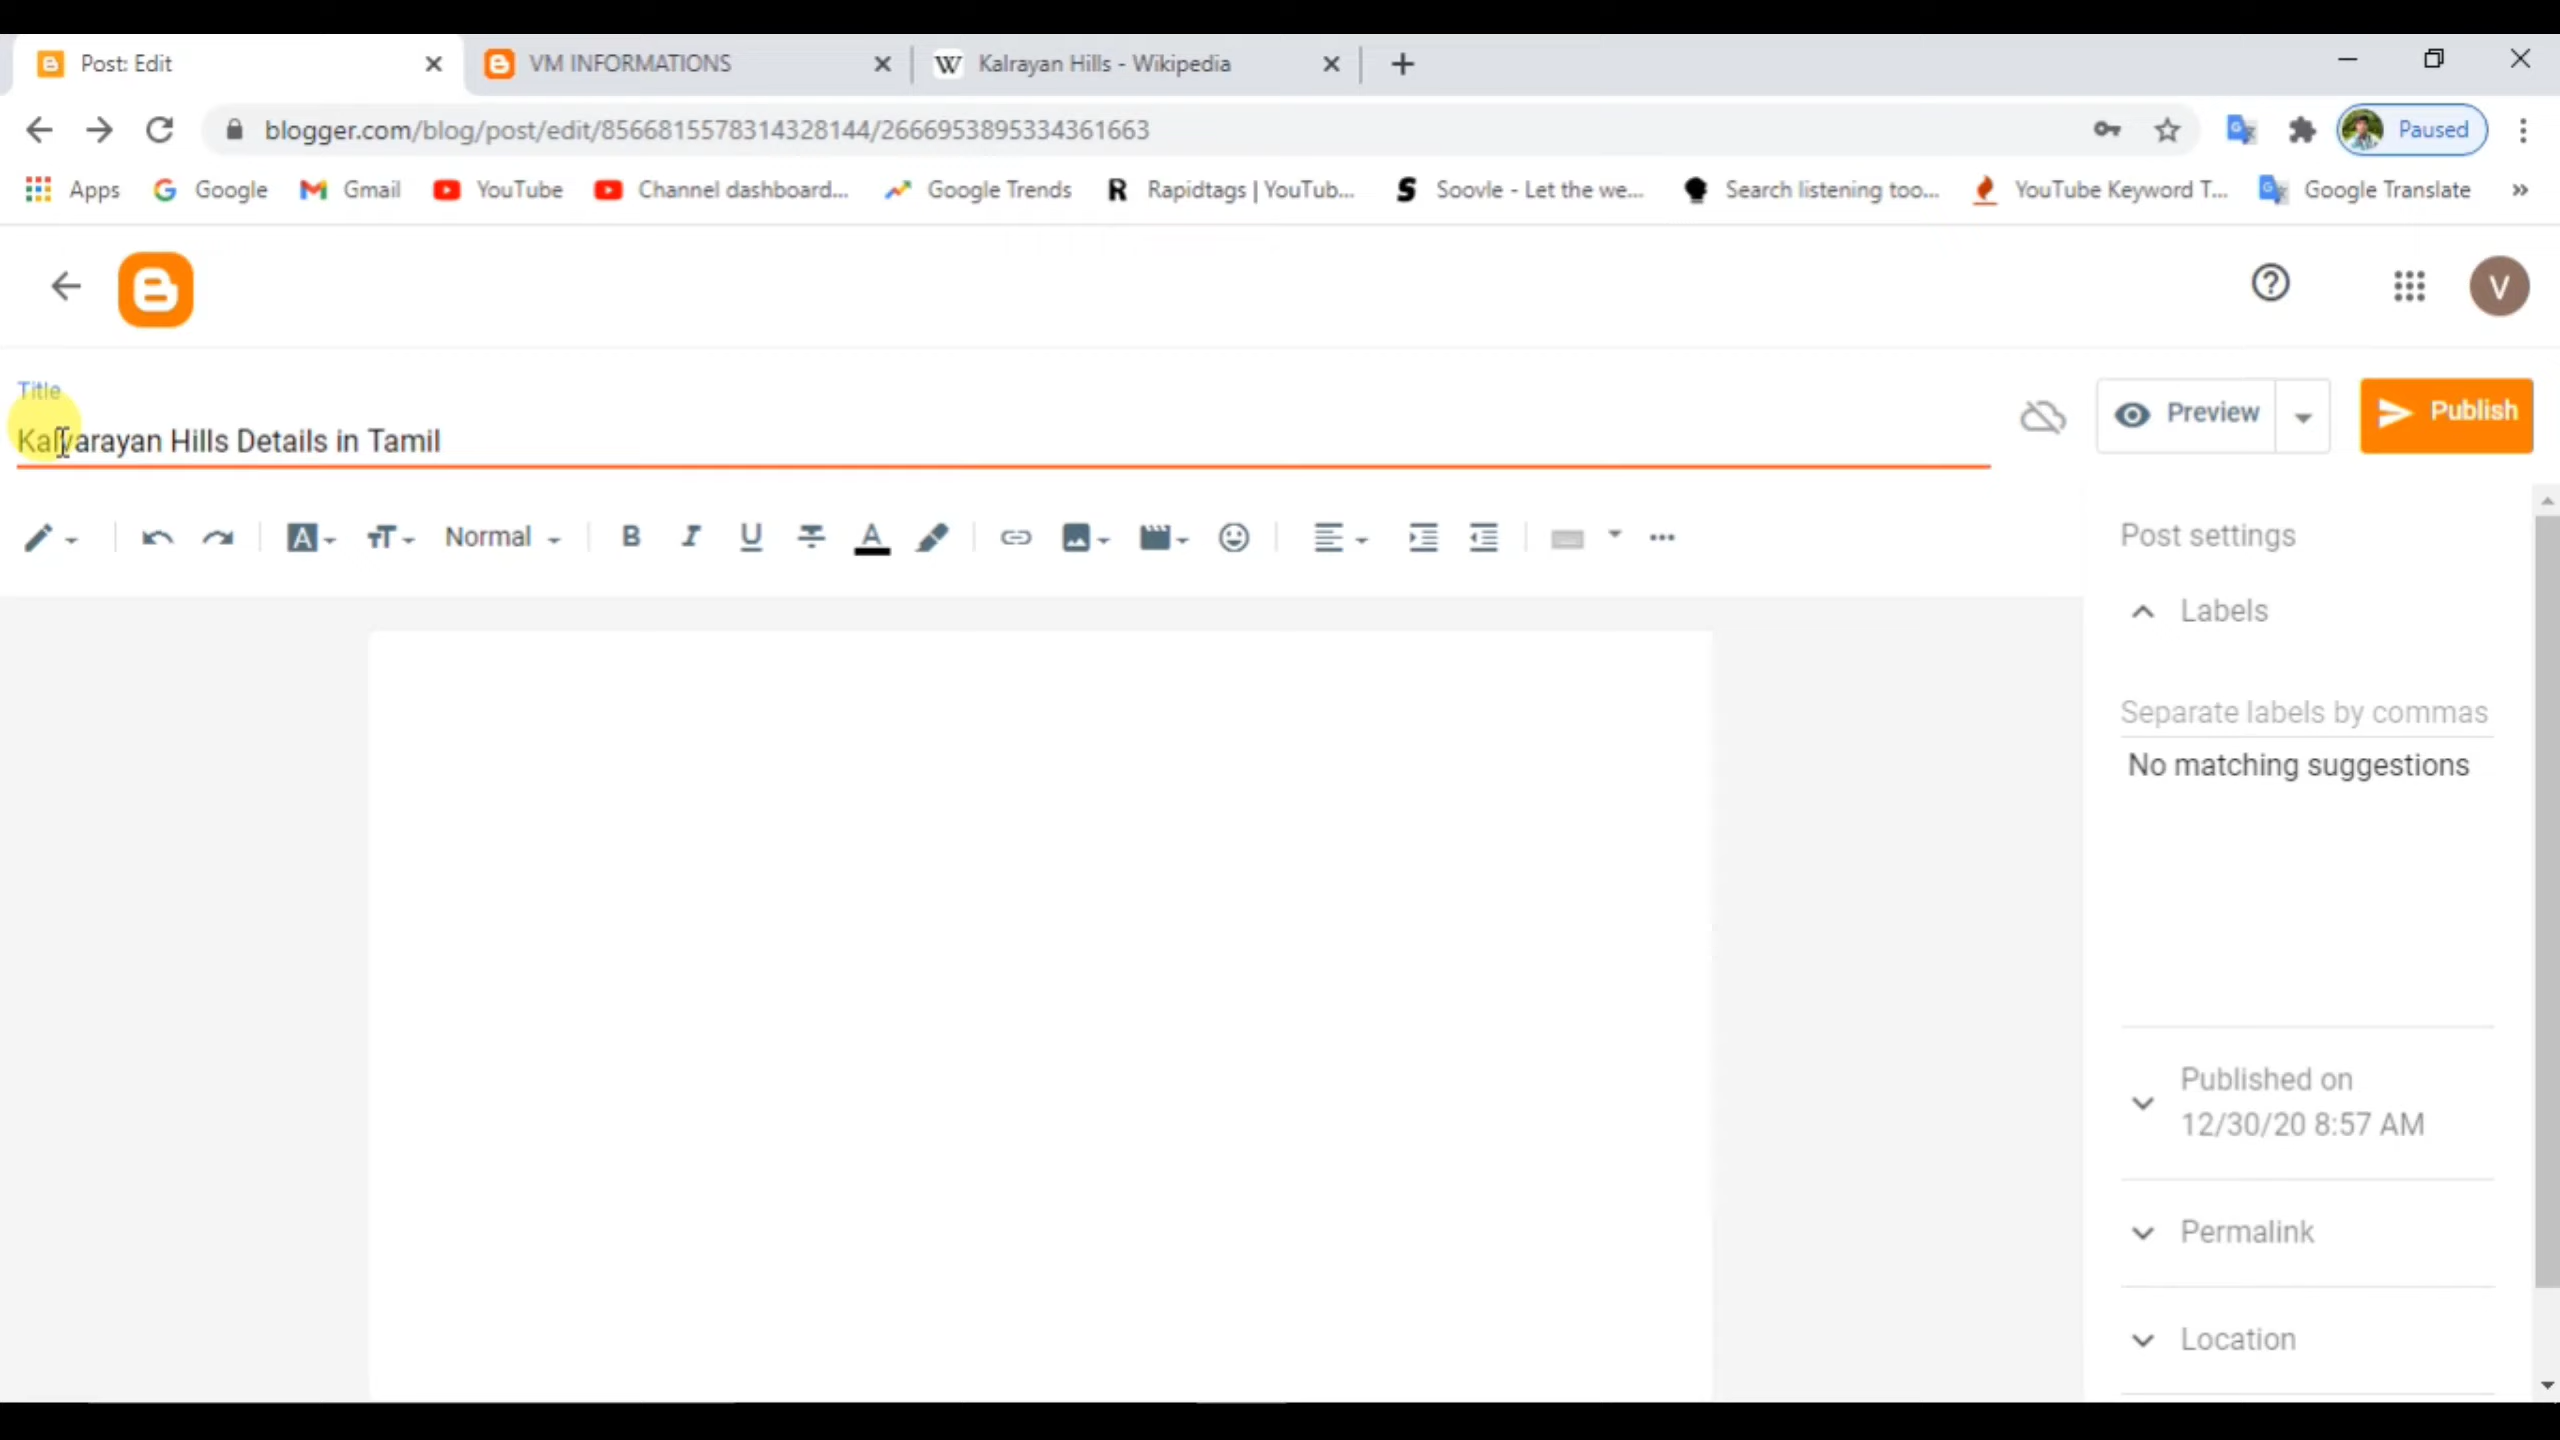 Post: Edit
VM INFORMATIONS
W Kalrayan Hills - Wikipedia
blogger.com/blog/post/edit/8566815578314328144/2666953895334361663
Paused
Apps
Google
Gmail
YouTube
Channel dashboard...
Google Trends
R Rapidtags | YouTub...
S Soovle - Let the we...
Search listening too...
YouTube Keyword T...
Google Translate
»
V
Title
Kalvarayan Hills Details in Tamil
Preview
Publish
Normal
Post settings
Labels
Separate labels by commas
No matching suggestions
Published on
12/30/20 8:57 AM
Permalink
Location